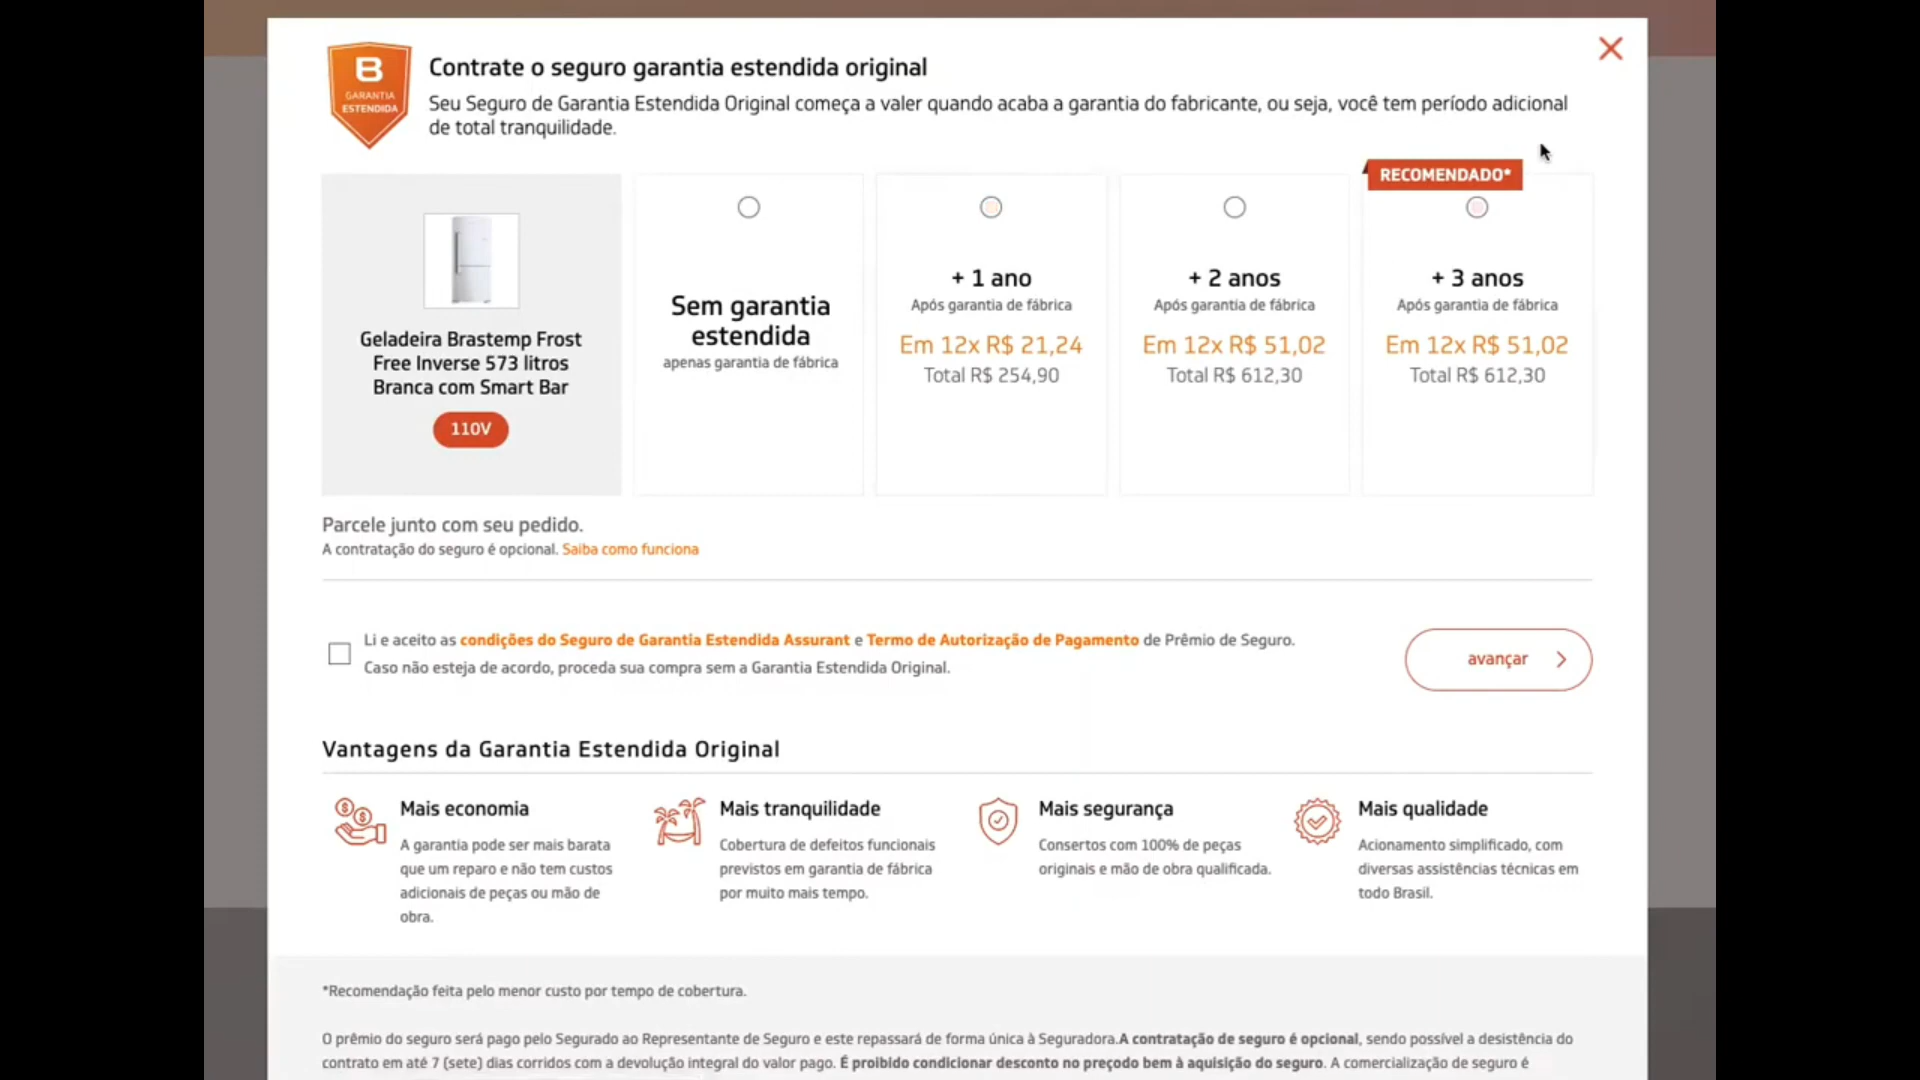 B
GARANTIA
ESTENDIDA
Contrate o seguro garantia estendida original
Seu Seguro de Garantia Estendida Original começa a valer quando acaba a garantia do fabricante, ou seja, você tem período adicional
de total tranquilidade.
RECOMENDADO*
Geladeira Brastemp Frost
Free Inverse 573 litros
Branca com Smart Bar
110V
Sem garantia
estendida
apenas garantia de fábrica
+ 1 ano
Após garantia de fábrica
Em 12x R$ 21,24
Total R$ 254,90
+ 2 anos
Após garantia de fábrica
Em 12x R$ 51,02
Total R$ 612,30
+ 3 anos
Após garantia de fábrica
Em 12x R$ 51,02
Total R$ 612,30
Parcele junto com seu pedido.
A contratação do seguro é opcional. Saiba como funciona
Li e aceito as condições do Seguro de Garantia Estendida Assurant e Termo de Autorização de Pagamento de Prêmio de Seguro.
Caso não esteja de acordo, proceda sua compra sem a Garantia Estendida Original.
avançar
Vantagens da Garantia Estendida Original
Mais economia
A garantia pode ser mais barata
que um reparo e não tem custos
adicionais de peças ou mão de
obra.
Mais tranquilidade
Cobertura de defeitos funcionais
previstos em garantia de fábrica
por muito mais tempo.
Mais segurança
Consertos com 100% de peças
originais e mão de obra qualificada.
Mais qualidade
Acionamento simplificado, com
diversas assistências técnicas em
todo Brasil.
*Recomendação feita pelo menor custo por tempo de cobertura.
O prêmio do seguro será pago pelo Segurado ao Representante de Seguro e este repassará de forma única à Seguradora.A contratação de seguro é opcional, sendo possível a desistência do
contrato em até 7 (sete) dias corridos com a devolução integral do valor pago. É proibido condicionar desconto no preçodo bem à aquisição do seguro. A comercialização de seguro é